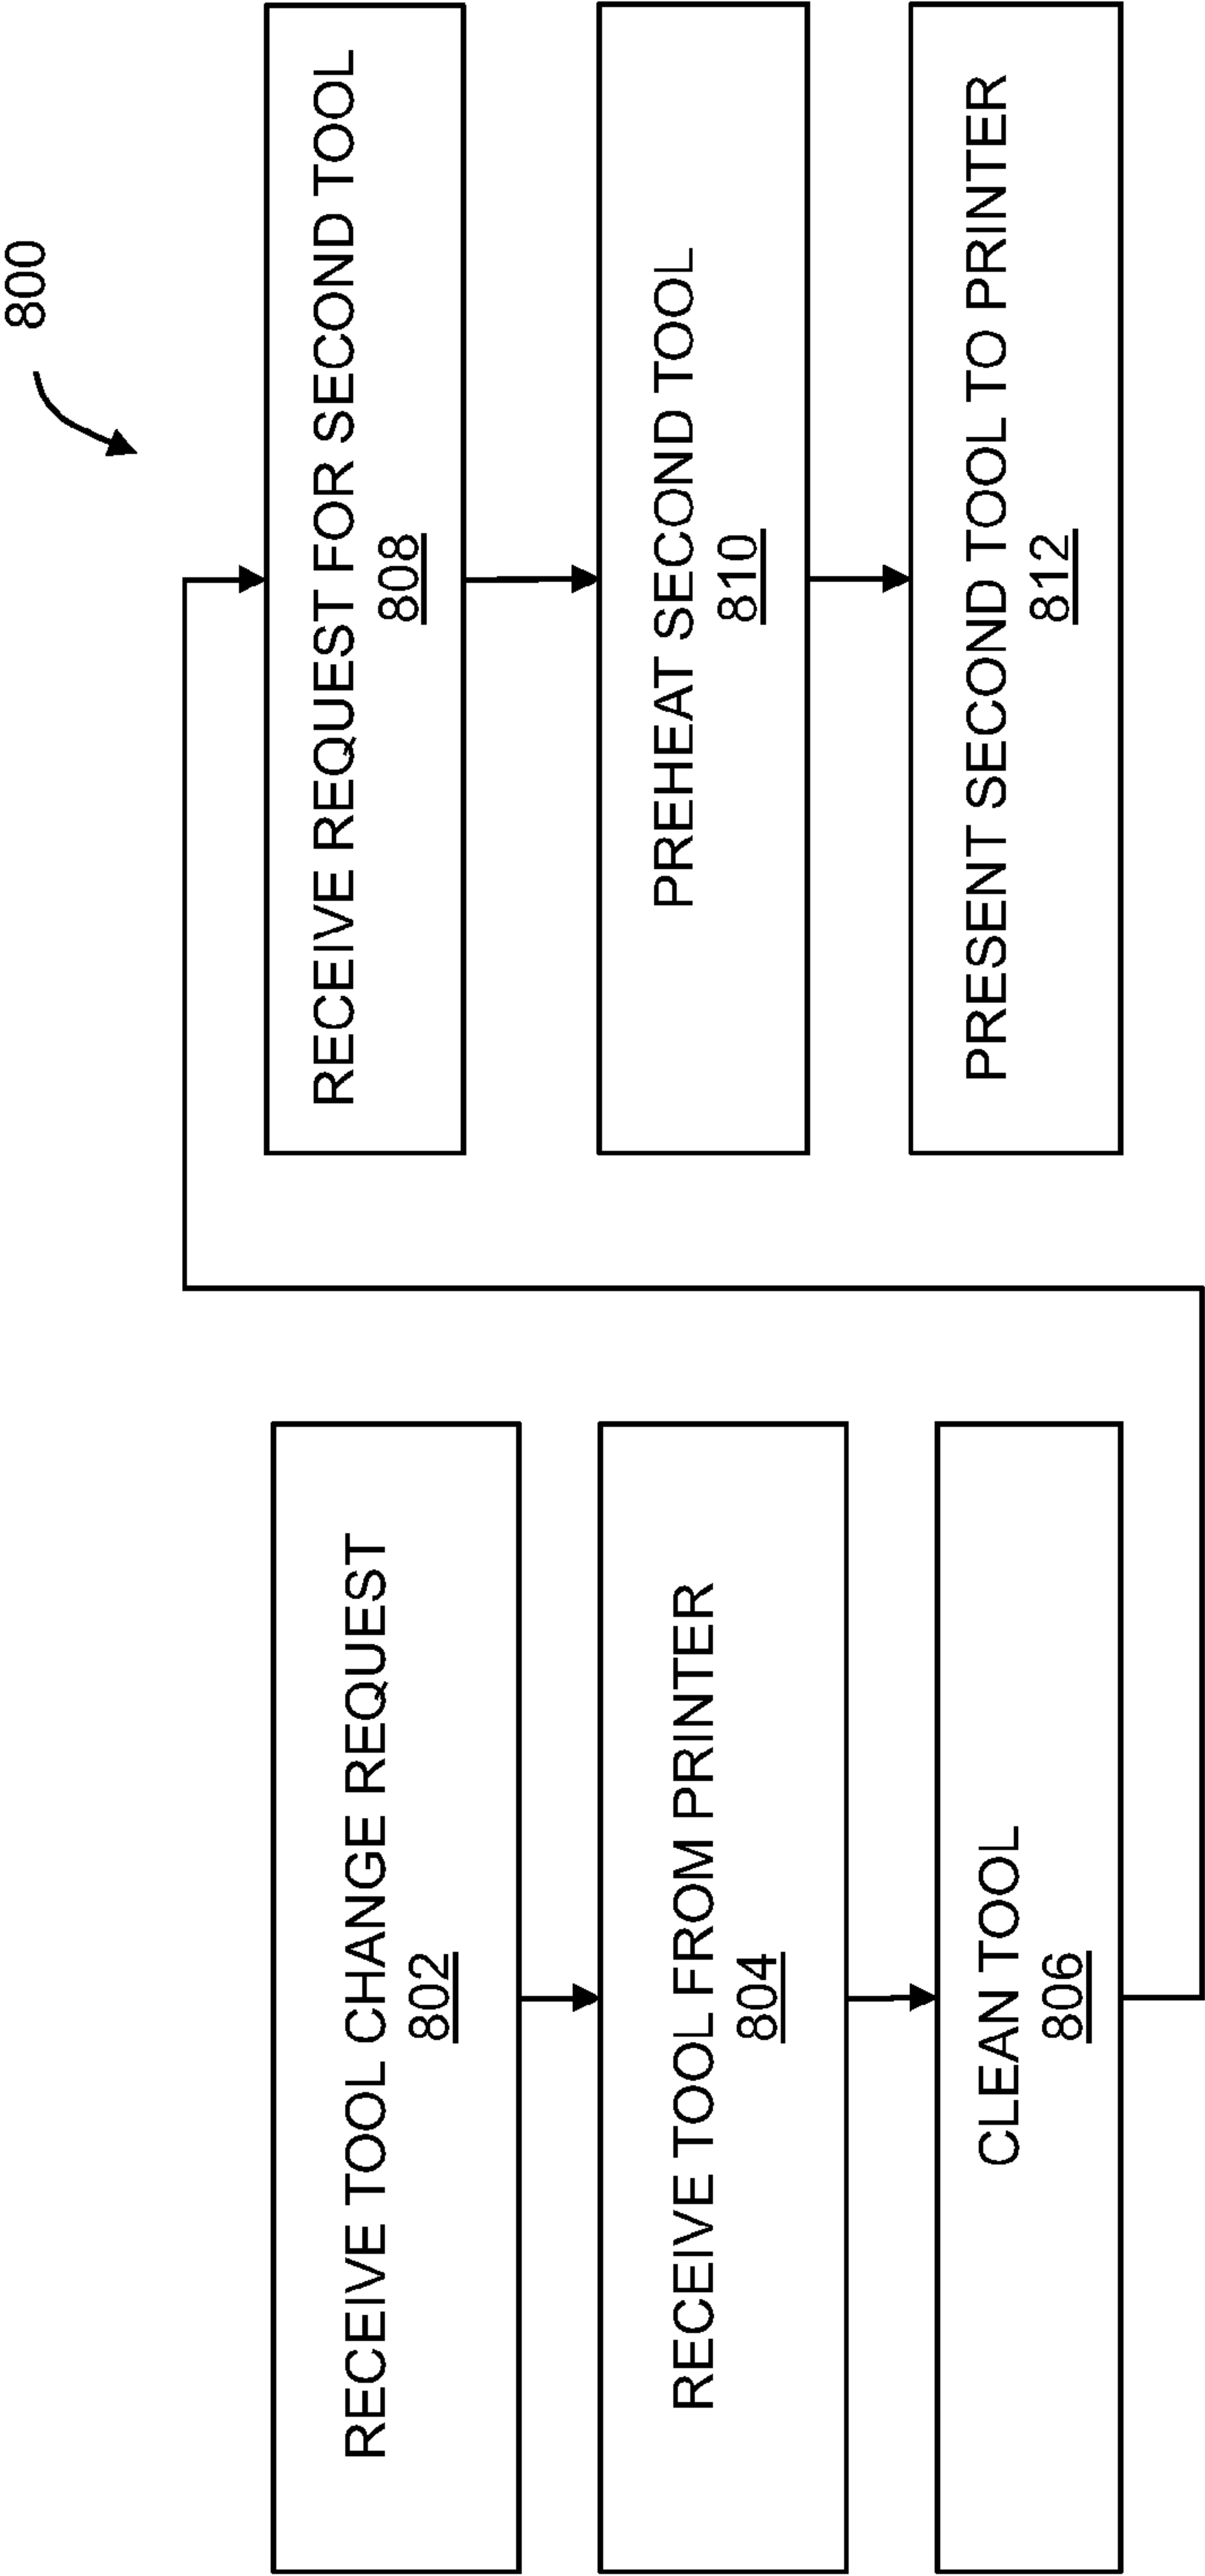 800
RECEIVE TOOL CHANGE REQUEST
802
RECEIVE TOOL FROM PRINTER
804
CLEAN TOOL
806
RECEIVE REQUEST FOR SECOND TOOL
808
PREHEAT SECOND TOOL
810
PRESENT SECOND TOOL TO PRINTER
812